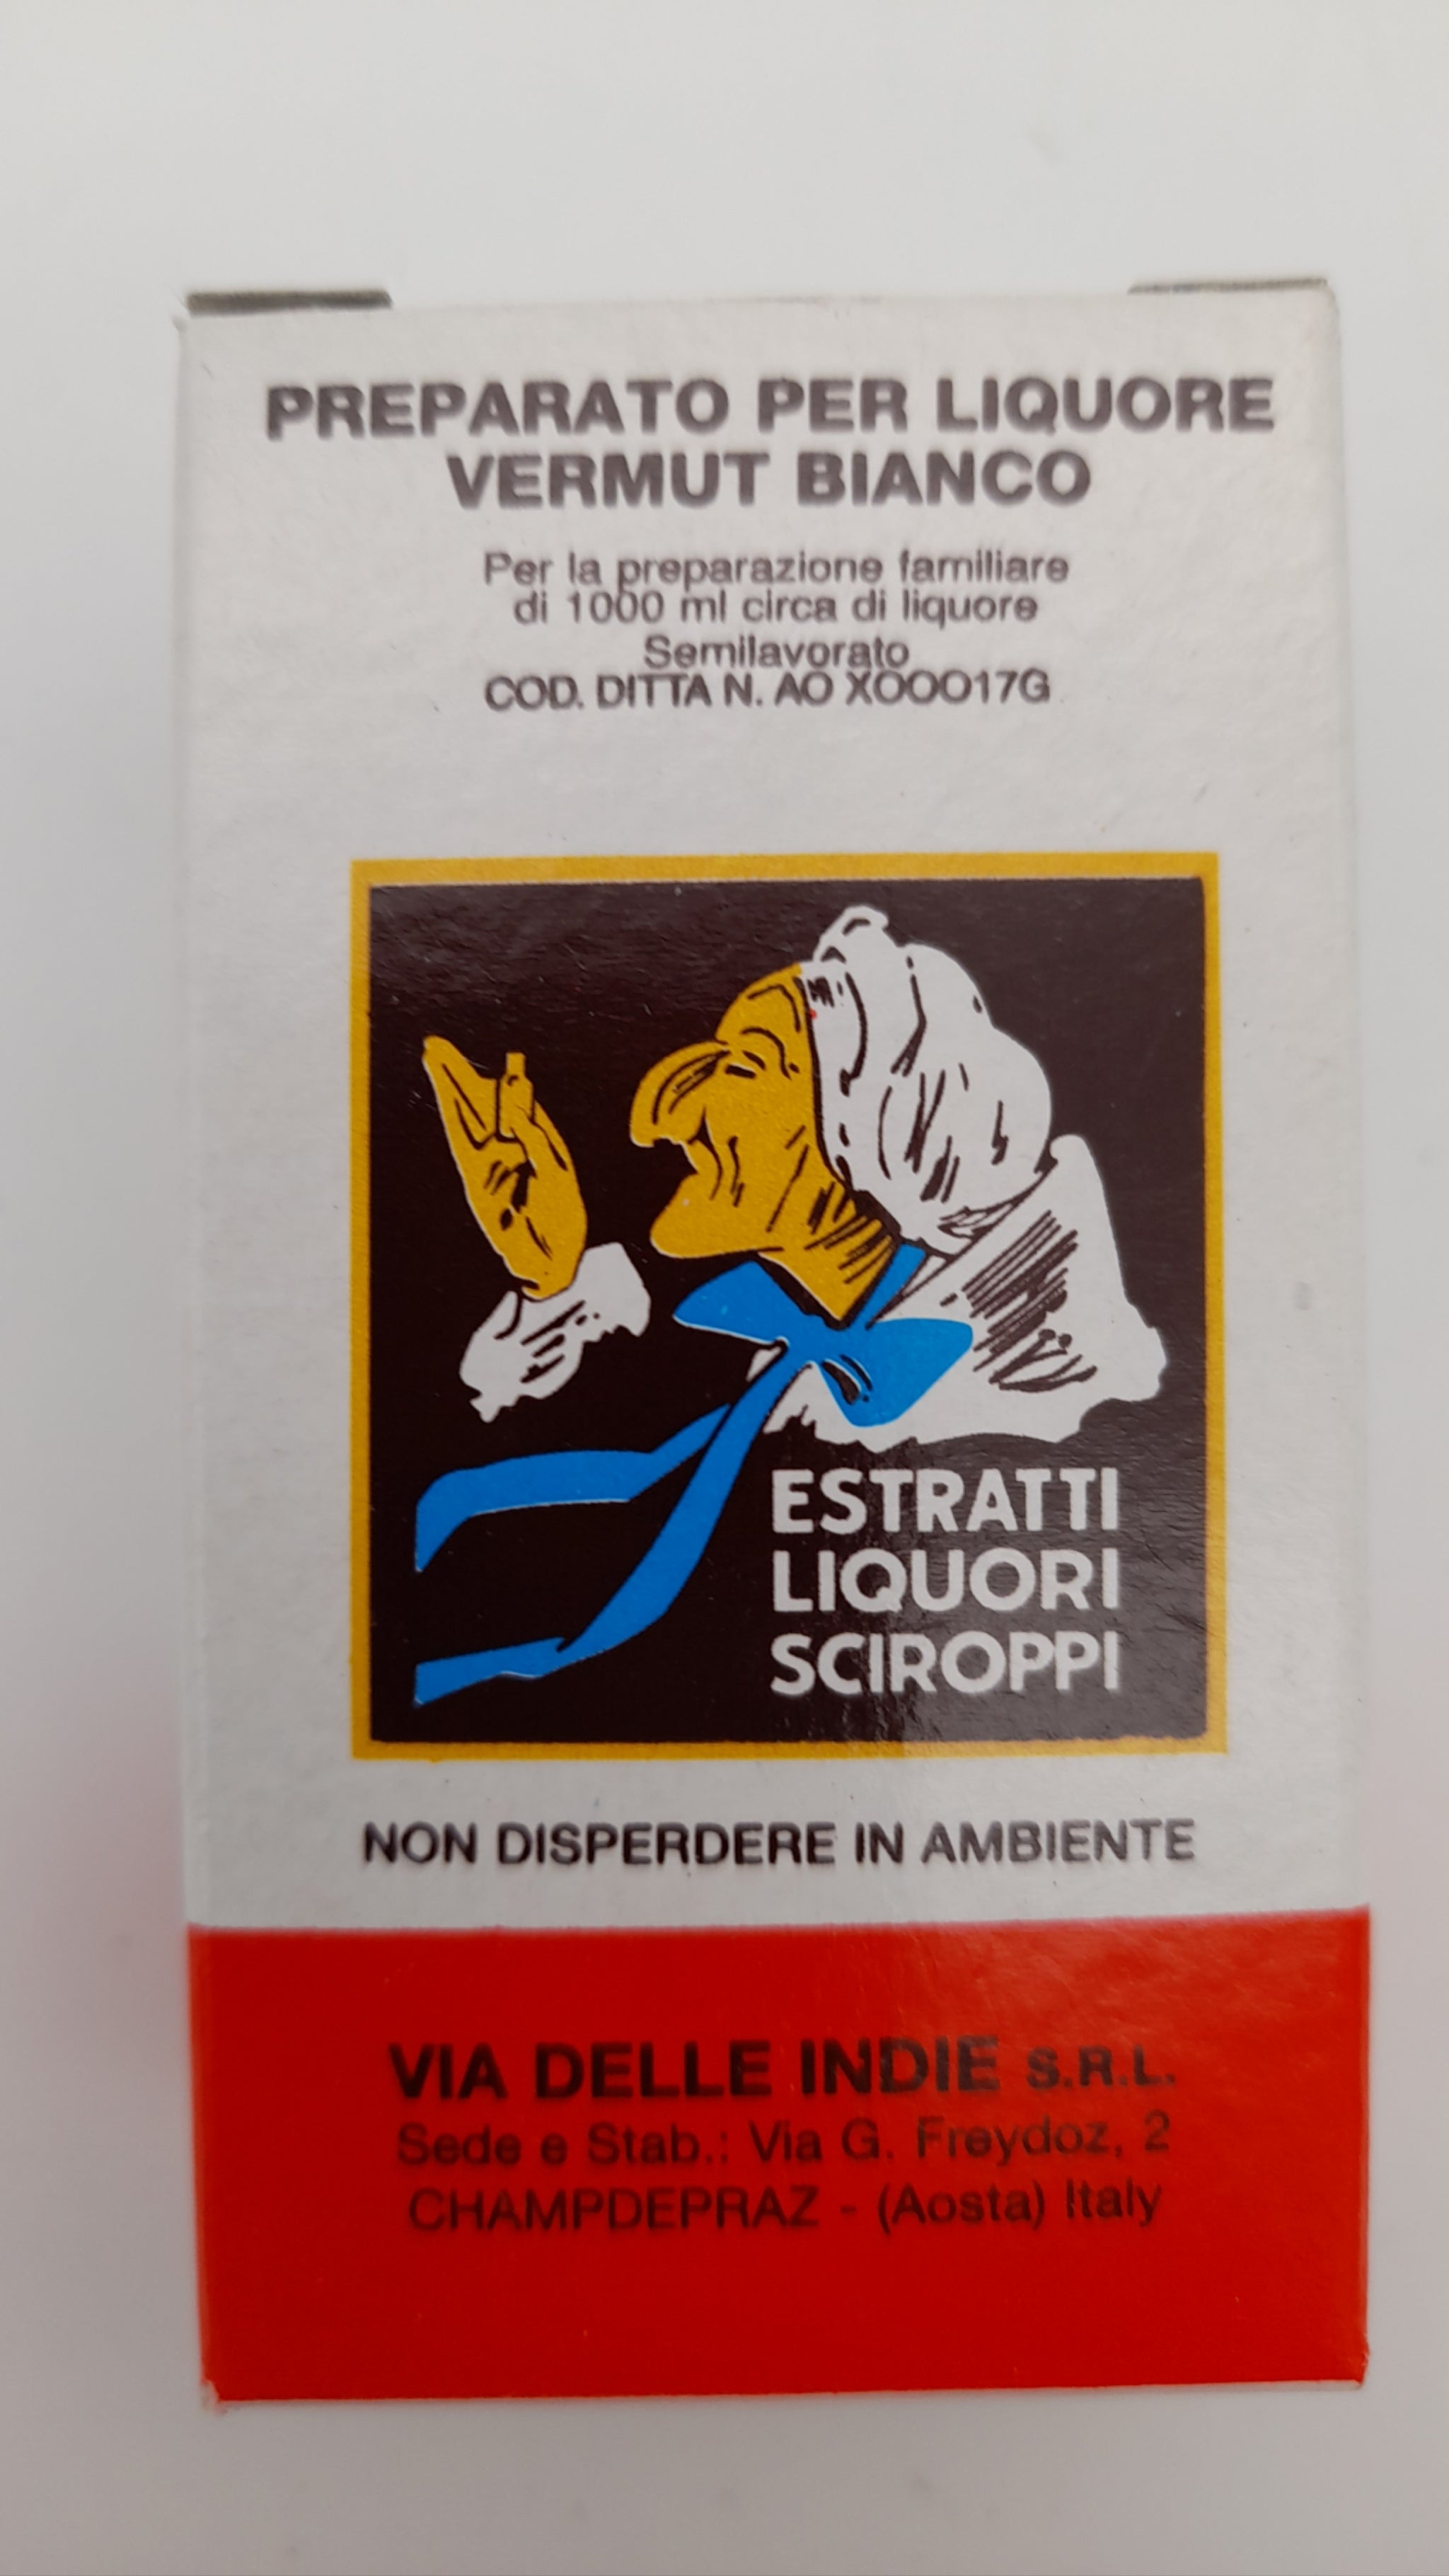 PREPARATO PER LIQUORE
VERMUT BIANCO
Per la preparazione familiare
di 1000 ml circa di liquore
Semilavorato
COD. DITTA N. AO XOOO17G
ESTRATTI
LIQUORI
SCIROPPI
NON DISPERDERE IN AMBIENTE
VIA DELLE INDIE S.R.L.
Sede e Stab.: Via G. Freydoz, 2
CHAMPDEPRAZ - (Aosta) Italy